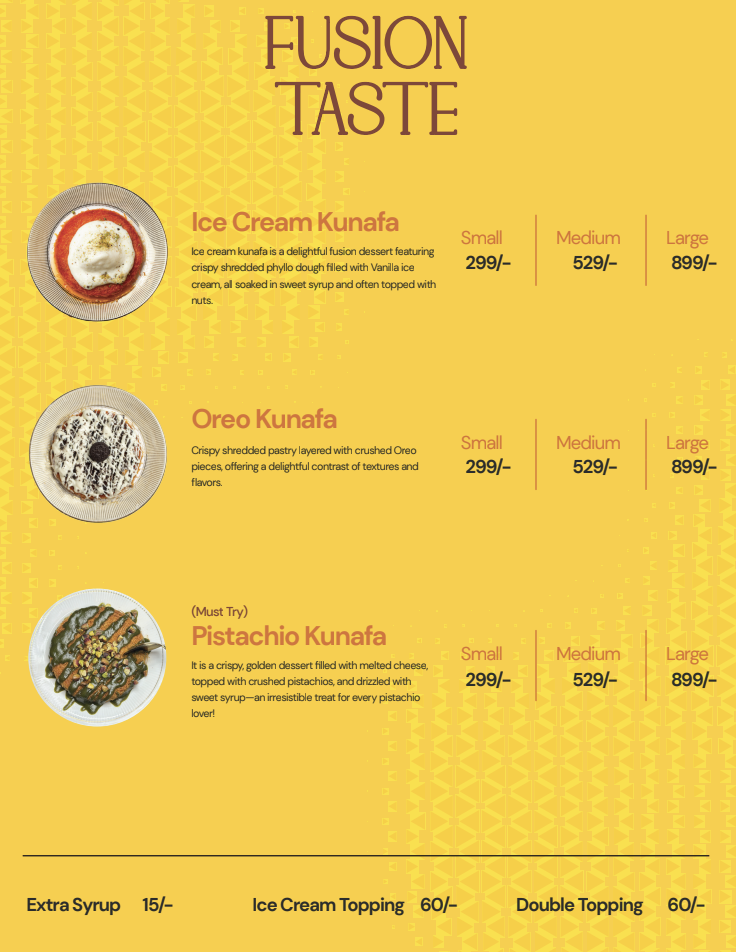 FUSION
TASTE
Ice Cream Kunafa
Ice cream kunafa is a delightful fusion dessert featuring
crispy shredded phyllo dough filled with Vanilla ice
cream, all soaked in sweet syrup and often topped with
nuts.
Small Medium Large
299/- 529/- 899/-
Oreo Kunafa
Crispy shredded pastry layered with crushed Oreo
pieces, offering a delightful contrast of textures and
flavors.
Small Medium Large
299/- 529/- 899/-
(Must Try)
Pistachio Kunafa
It is a crispy, golden dessert filled with melted cheese,
topped with crushed pistachios, and drizzled with
sweet syrup—an irresistible treat for every pistachio
lover!
Small Medium Large
299/- 529/- 899/-
Extra Syrup 15/- Ice Cream Topping 60/- Double Topping 60/-